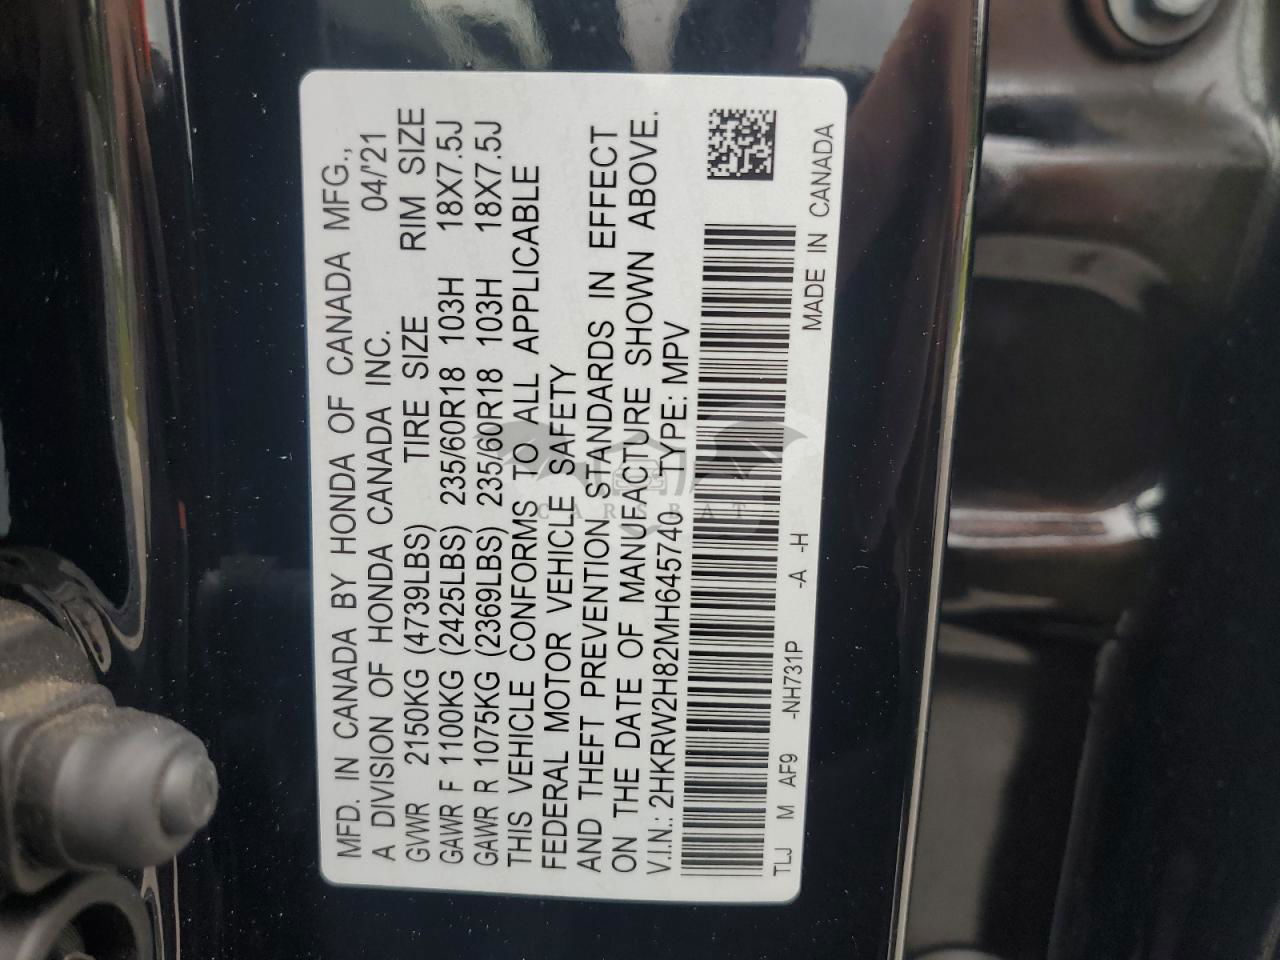 MFD. IN CANADA BY HONDA OF CANADA MFG.,
A DIVISION OF HONDA CANADA INC. 04/21
GVWR 2150KG (4739LBS) TIRE SIZE RIM SIZE
GAWR F 1100KG (2425LBS) 235/60R18 103H 18X7.5J
GAWR R 1075KG (2369LBS) 235/60R18 103H 18X7.5J
THIS VEHICLE CONFORMS TO ALL APPLICABLE
FEDERAL MOTOR VEHICLE SAFETY
AND THEFT PREVENTION STANDARDS IN EFFECT
ON THE DATE OF MANUFACTURE SHOWN ABOVE.
V.I.N.: 2HKRW2H82MH645740 TYPE: MPV
TLJ M AF9 -NH731P -A -H MADE IN CANADA
CARSBAT